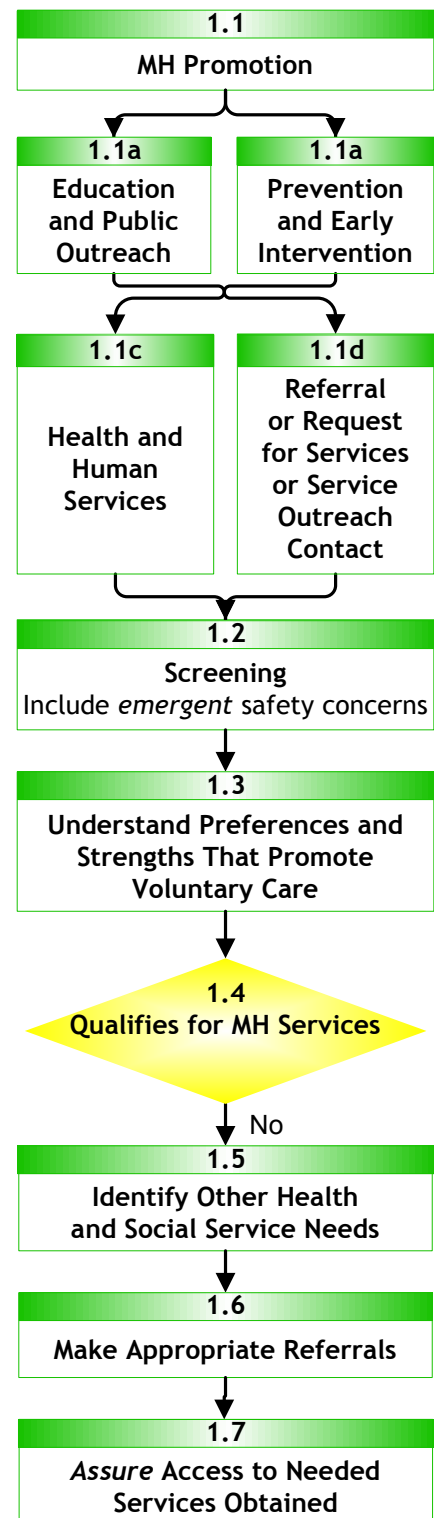 1.1
MH Promotion
1.1a
Education
and Public
Outreach
1.1a
Prevention
and Early
Intervention
1.1c
Health and
Human
Services
1.1d
Referral
or Request
for Services
or Service
Outreach
Contact
1.2
Screening
Include emergent safety concerns
1.3
Understand Preferences and
Strengths That Promote
Voluntary Care
1.4
Qualifies for MH Services
No
1.5
Identify Other Health
and Social Service Needs
1.6
Make Appropriate Referrals
1.7
Assure Access to Needed
Services Obtained